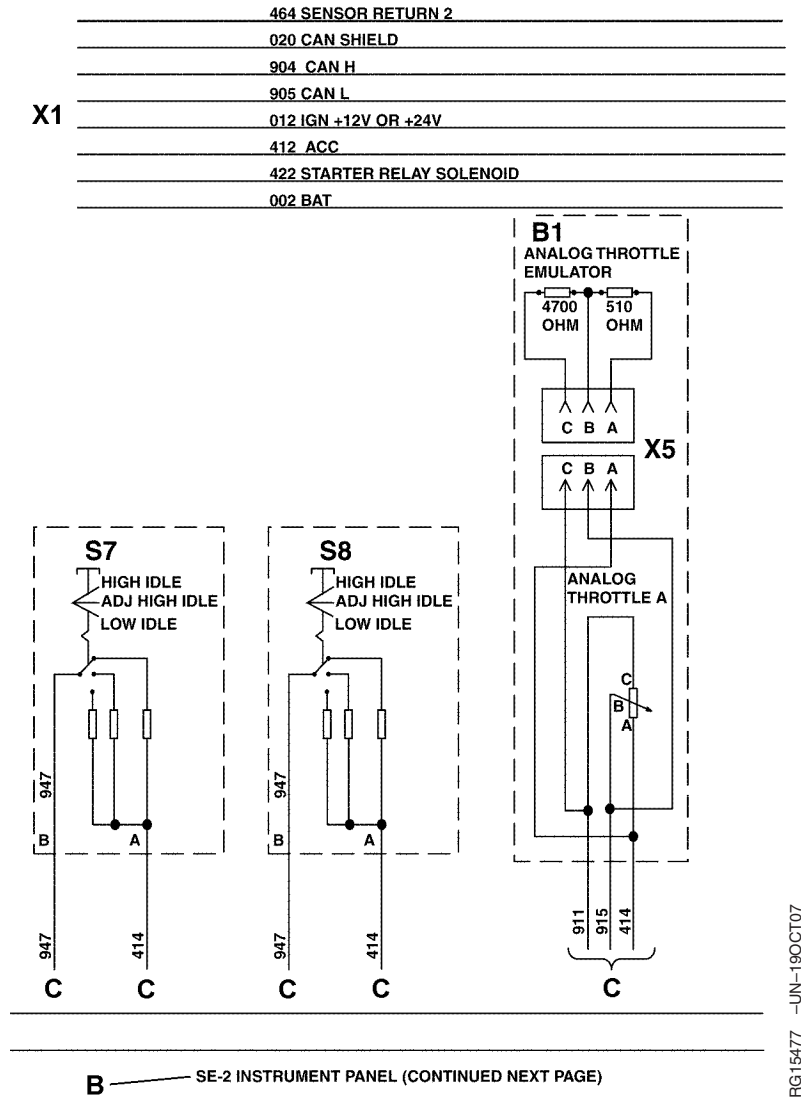 464 SENSOR RETURN 2
020 CAN SHIELD
904 CAN H
905 CAN L
X1
012 IGN +12V OR +24V
412 ACC
422 STARTER RELAY SOLENOID
002 BAT
B1
ANALOG THROTTLE
EMULATOR
4700
OHM
510
OHM
C B A
X5
C B A
ANALOG
THROTTLE A
C
B
A
911
915
414
C
S7
HIGH IDLE
ADJ HIGH IDLE
LOW IDLE
947
B
A
947
414
C
C
S8
HIGH IDLE
ADJ HIGH IDLE
LOW IDLE
947
B
A
947
414
C
C
B
SE-2 INSTRUMENT PANEL (CONTINUED NEXT PAGE)
RG15477 –UN–19OCT07